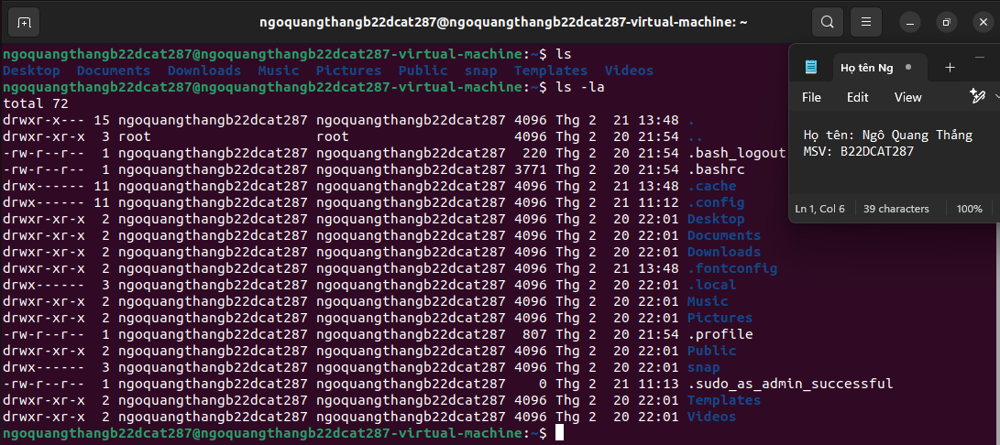 ngoquangthangb22dcat287@ngoquangthangb22dcat287-virtual-machine: ~
ngoquangthangb22dcat287@ngoquangthangb22dcat287-virtual-machine:~$ ls
Desktop  Documents  Downloads  Music  Pictures  Public  snap  Templates  Videos
ngoquangthangb22dcat287@ngoquangthangb22dcat287-virtual-machine:~$ ls -la
total 72
drwxr-x--- 15 ngoquangthangb22dcat287 ngoquangthangb22dcat287 4096 Thg 2  21 13:48 .
drwxr-xr-x  3 root                    root                    4096 Thg 2  20 21:54 ..
-rw-r--r--  1 ngoquangthangb22dcat287 ngoquangthangb22dcat287  220 Thg 2  20 21:54 .bash_logout
-rw-r--r--  1 ngoquangthangb22dcat287 ngoquangthangb22dcat287 3771 Thg 2  20 21:54 .bashrc
drwx------ 11 ngoquangthangb22dcat287 ngoquangthangb22dcat287 4096 Thg 2  21 13:48 .cache
drwx------ 11 ngoquangthangb22dcat287 ngoquangthangb22dcat287 4096 Thg 2  21 11:12 .config
drwxr-xr-x  2 ngoquangthangb22dcat287 ngoquangthangb22dcat287 4096 Thg 2  20 22:01 Desktop
drwxr-xr-x  2 ngoquangthangb22dcat287 ngoquangthangb22dcat287 4096 Thg 2  20 22:01 Documents
drwxr-xr-x  2 ngoquangthangb22dcat287 ngoquangthangb22dcat287 4096 Thg 2  20 22:01 Downloads
drwxr-xr-x  2 ngoquangthangb22dcat287 ngoquangthangb22dcat287 4096 Thg 2  21 13:48 .fontconfig
drwx------  3 ngoquangthangb22dcat287 ngoquangthangb22dcat287 4096 Thg 2  20 22:01 .local
drwxr-xr-x  2 ngoquangthangb22dcat287 ngoquangthangb22dcat287 4096 Thg 2  20 22:01 Music
drwxr-xr-x  2 ngoquangthangb22dcat287 ngoquangthangb22dcat287 4096 Thg 2  20 22:01 Pictures
-rw-r--r--  1 ngoquangthangb22dcat287 ngoquangthangb22dcat287  807 Thg 2  20 21:54 .profile
drwxr-xr-x  2 ngoquangthangb22dcat287 ngoquangthangb22dcat287 4096 Thg 2  20 22:01 Public
drwx------  3 ngoquangthangb22dcat287 ngoquangthangb22dcat287 4096 Thg 2  20 22:01 snap
-rw-r--r--  1 ngoquangthangb22dcat287 ngoquangthangb22dcat287    0 Thg 2  21 11:13 .sudo_as_admin_successful
drwxr-xr-x  2 ngoquangthangb22dcat287 ngoquangthangb22dcat287 4096 Thg 2  20 22:01 Templates
drwxr-xr-x  2 ngoquangthangb22dcat287 ngoquangthangb22dcat287 4096 Thg 2  20 22:01 Videos
ngoquangthangb22dcat287@ngoquangthangb22dcat287-virtual-machine:~$
Họ tên Ng
File  Edit  View
Họ tên: Ngô Quang Thắng
MSV: B22DCAT287
Ln 1, Col 6  39 characters  100%